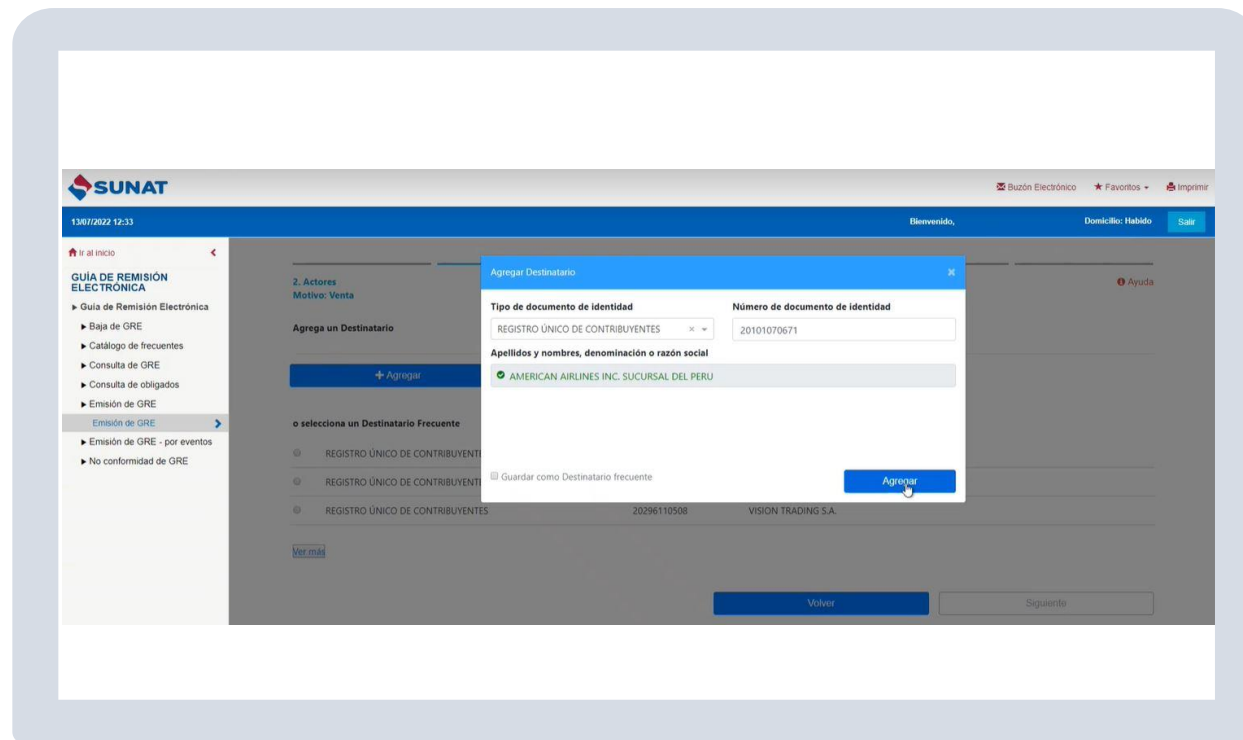 SUNAT
Buzón Electrónico Favoritos Imprimir
13/07/2022 12:33 Bienvenido, Domicilio: Habido Salir
Ir al inicio
GUÍA DE REMISIÓN
ELECTRÓNICA
Guía de Remisión Electrónica
Baja de GRE
Catálogo de frecuentes
Consulta de GRE
Consulta de obligados
Emisión de GRE
Emisión de GRE
Emisión de GRE - por eventos
No conformidad de GRE
2. Actores
Motivo: Venta
Ayuda
Agrega un Destinatario
+ Agregar
o selecciona un Destinatario Frecuente
REGISTRO ÚNICO DE CONTRIBUYENTE
REGISTRO ÚNICO DE CONTRIBUYENTE
REGISTRO ÚNICO DE CONTRIBUYENTES 20296110508 VISION TRADING S.A.
Ver más
Volver Siguiente
Agregar Destinatario ×
Tipo de documento de identidad Número de documento de identidad
REGISTRO ÚNICO DE CONTRIBUYENTES × 20101070671
Apellidos y nombres, denominación o razón social
AMERICAN AIRLINES INC. SUCURSAL DEL PERU
Guardar como Destinatario frecuente Agregar